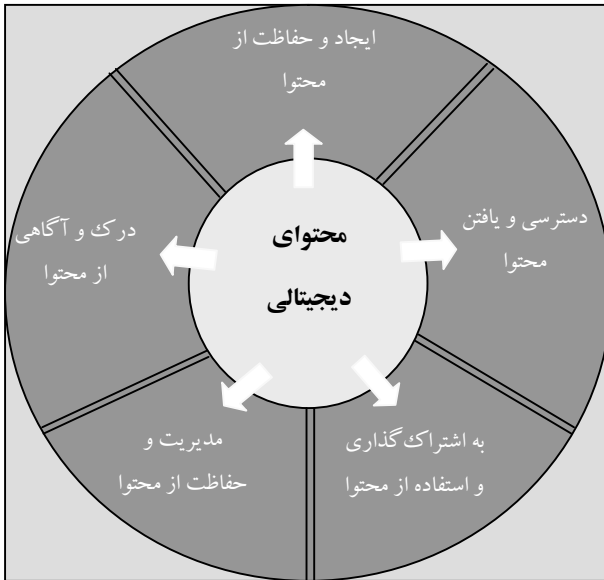 ایجاد و حفاظت از
محتوا
دسترسی و یافتن
محتوا
درک و آگاهی
از محتوا
محتوای
دیجیتالی
به اشتراک‌گذاری
و استفاده از محتوا
مدیریت و
حفاظت از محتوا